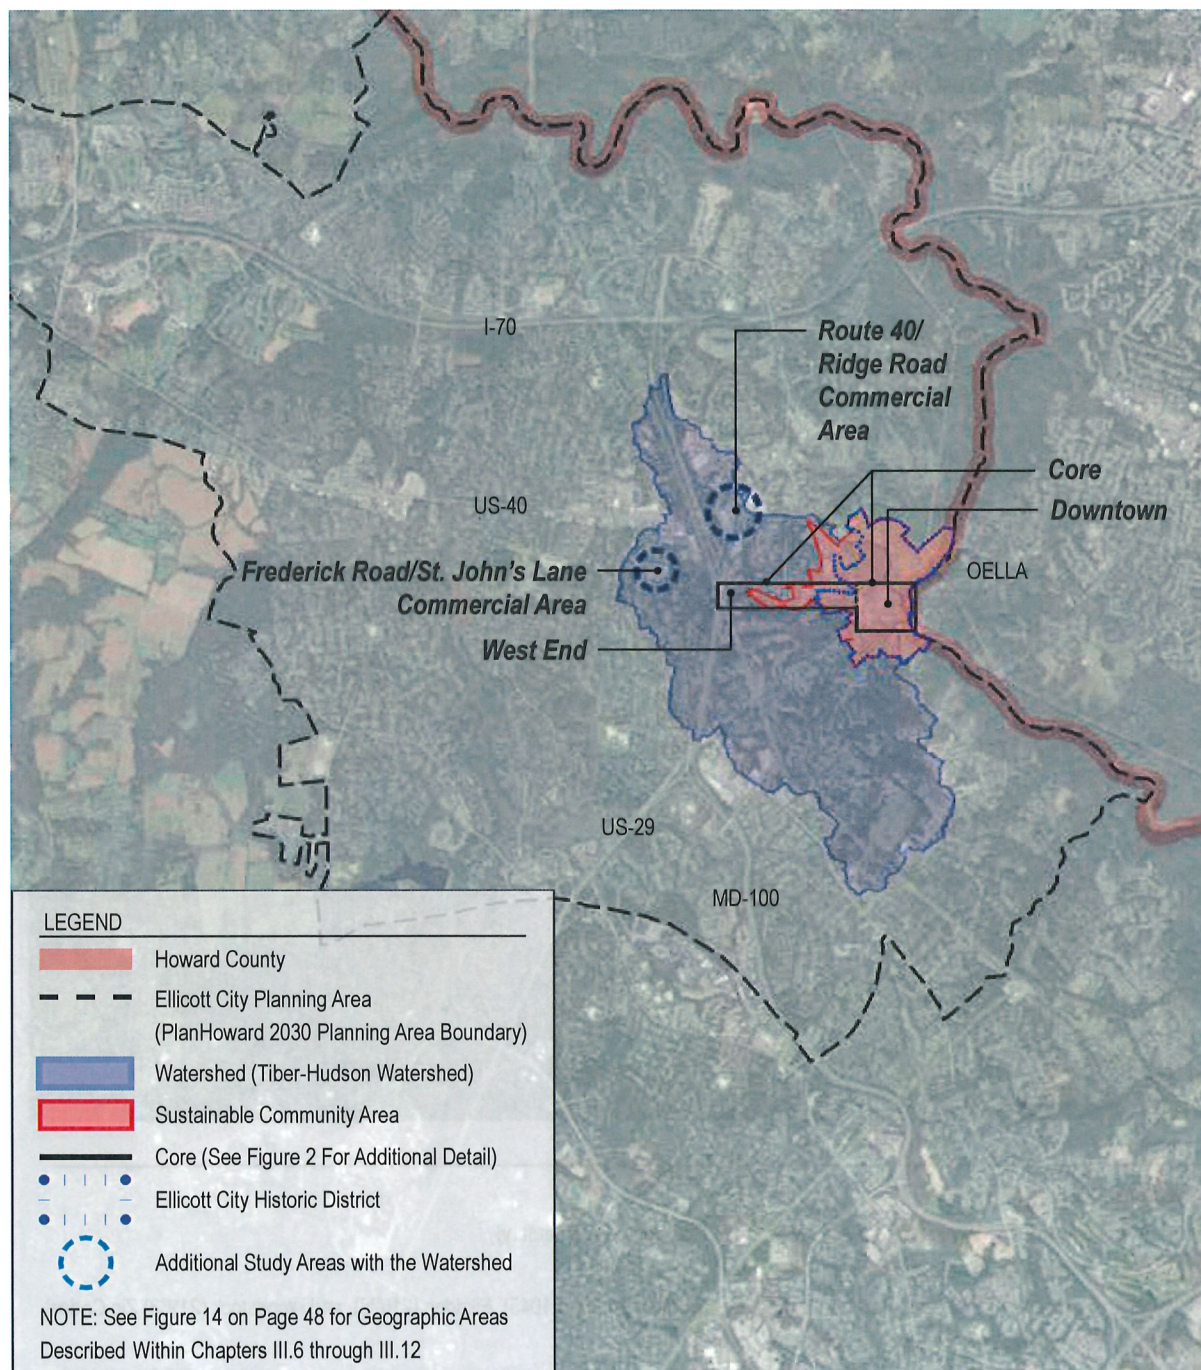 I-70
Route 40/
Ridge Road
Commercial
Area
Core
US-40
Downtown
Frederick Road/St. John's Lane
Commercial Area
OELLA
West End
US-29
MD-100
LEGEND
Howard County
Ellicott City Planning Area
(PlanHoward 2030 Planning Area Boundary)
Watershed (Tiber-Hudson Watershed)
Sustainable Community Area
Core (See Figure 2 For Additional Detail)
Ellicott City Historic District
Additional Study Areas with the Watershed
NOTE: See Figure 14 on Page 48 for Geographic Areas
Described Within Chapters III.6 through III.12